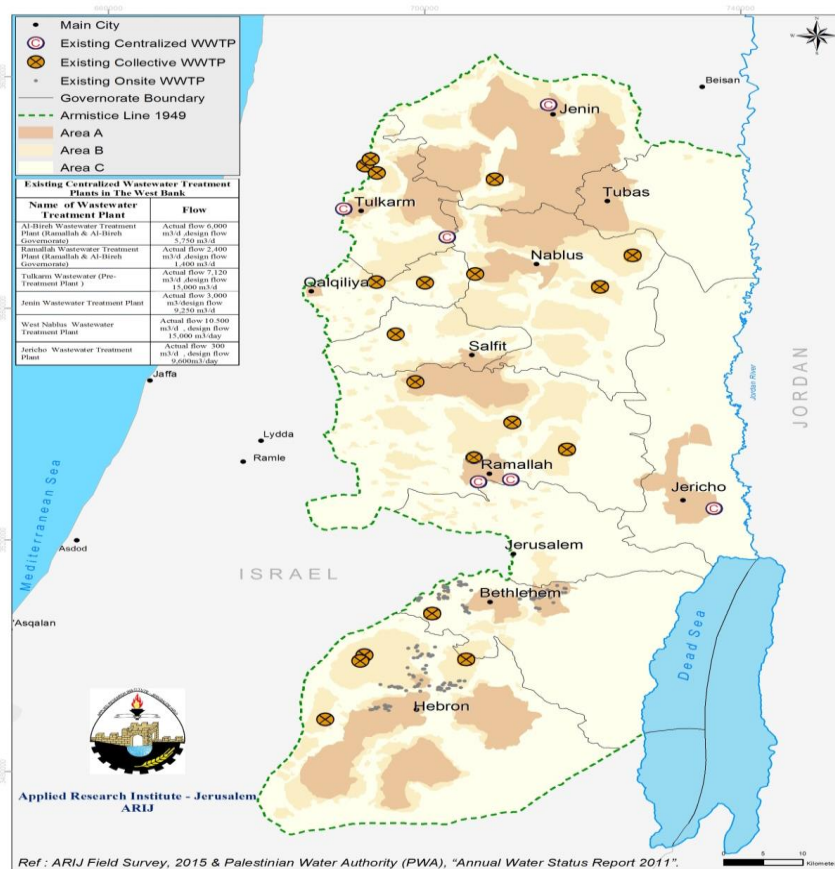 Main City
Existing Centralized WWTP
Existing Collective WWTP
Existing Onsite WWTP
Governorate Boundary
Armistice Line 1949
Area A
Area B
Area C
Existing Centralized Wastewater Treatment
Plants in The West Bank
Name of Wastewater
Treatment Plant
Flow
Al-Bireh Wastewater Treatment
Plant (Ramallah & Al-Bireh
Governorate)
Actual flow 6,000
m3/d ,design flow
5,750 m3/d
Ramallah Wastewater Treatment
Plant (Ramallah & Al-Bireh
Governorate)
Actual flow 2,400
m3/d ,design flow
1,400 m3/d
Tulkarm Wastewater (Pre-
Treatment Plant )
Actual flow 7,120
m3/d ,design flow
15,000 m3/d
Jenin Wastewater Treatment Plant
Actual flow 3,000
m3/design flow
9,250 m3/d
West Nablus Wastewater
Treatment Plant
Actual flow 10.500
m3/d , design flow
15,000 m3/day
Jericho Wastewater Treatment
Plant
Actual flow 300
m3/d , design flow
9,600m3/day
Beisan
Jenin
Tubas
Tulkarm
Nablus
Qalqiliya
Salfit
Jaffa
Lydda
Ramle
Ramallah
Jericho
Jerusalem
Asdod
Bethlehem
'Asqalan
Hebron
Mediterranean Sea
ISRAEL
JORDAN
Jordan River
Dead Sea
Applied Research Institute - Jerusalem
ARIJ
Ref : ARIJ Field Survey, 2015 & Palestinian Water Authority (PWA), “Annual Water Status Report 2011”.
0 5 10
Kilometers